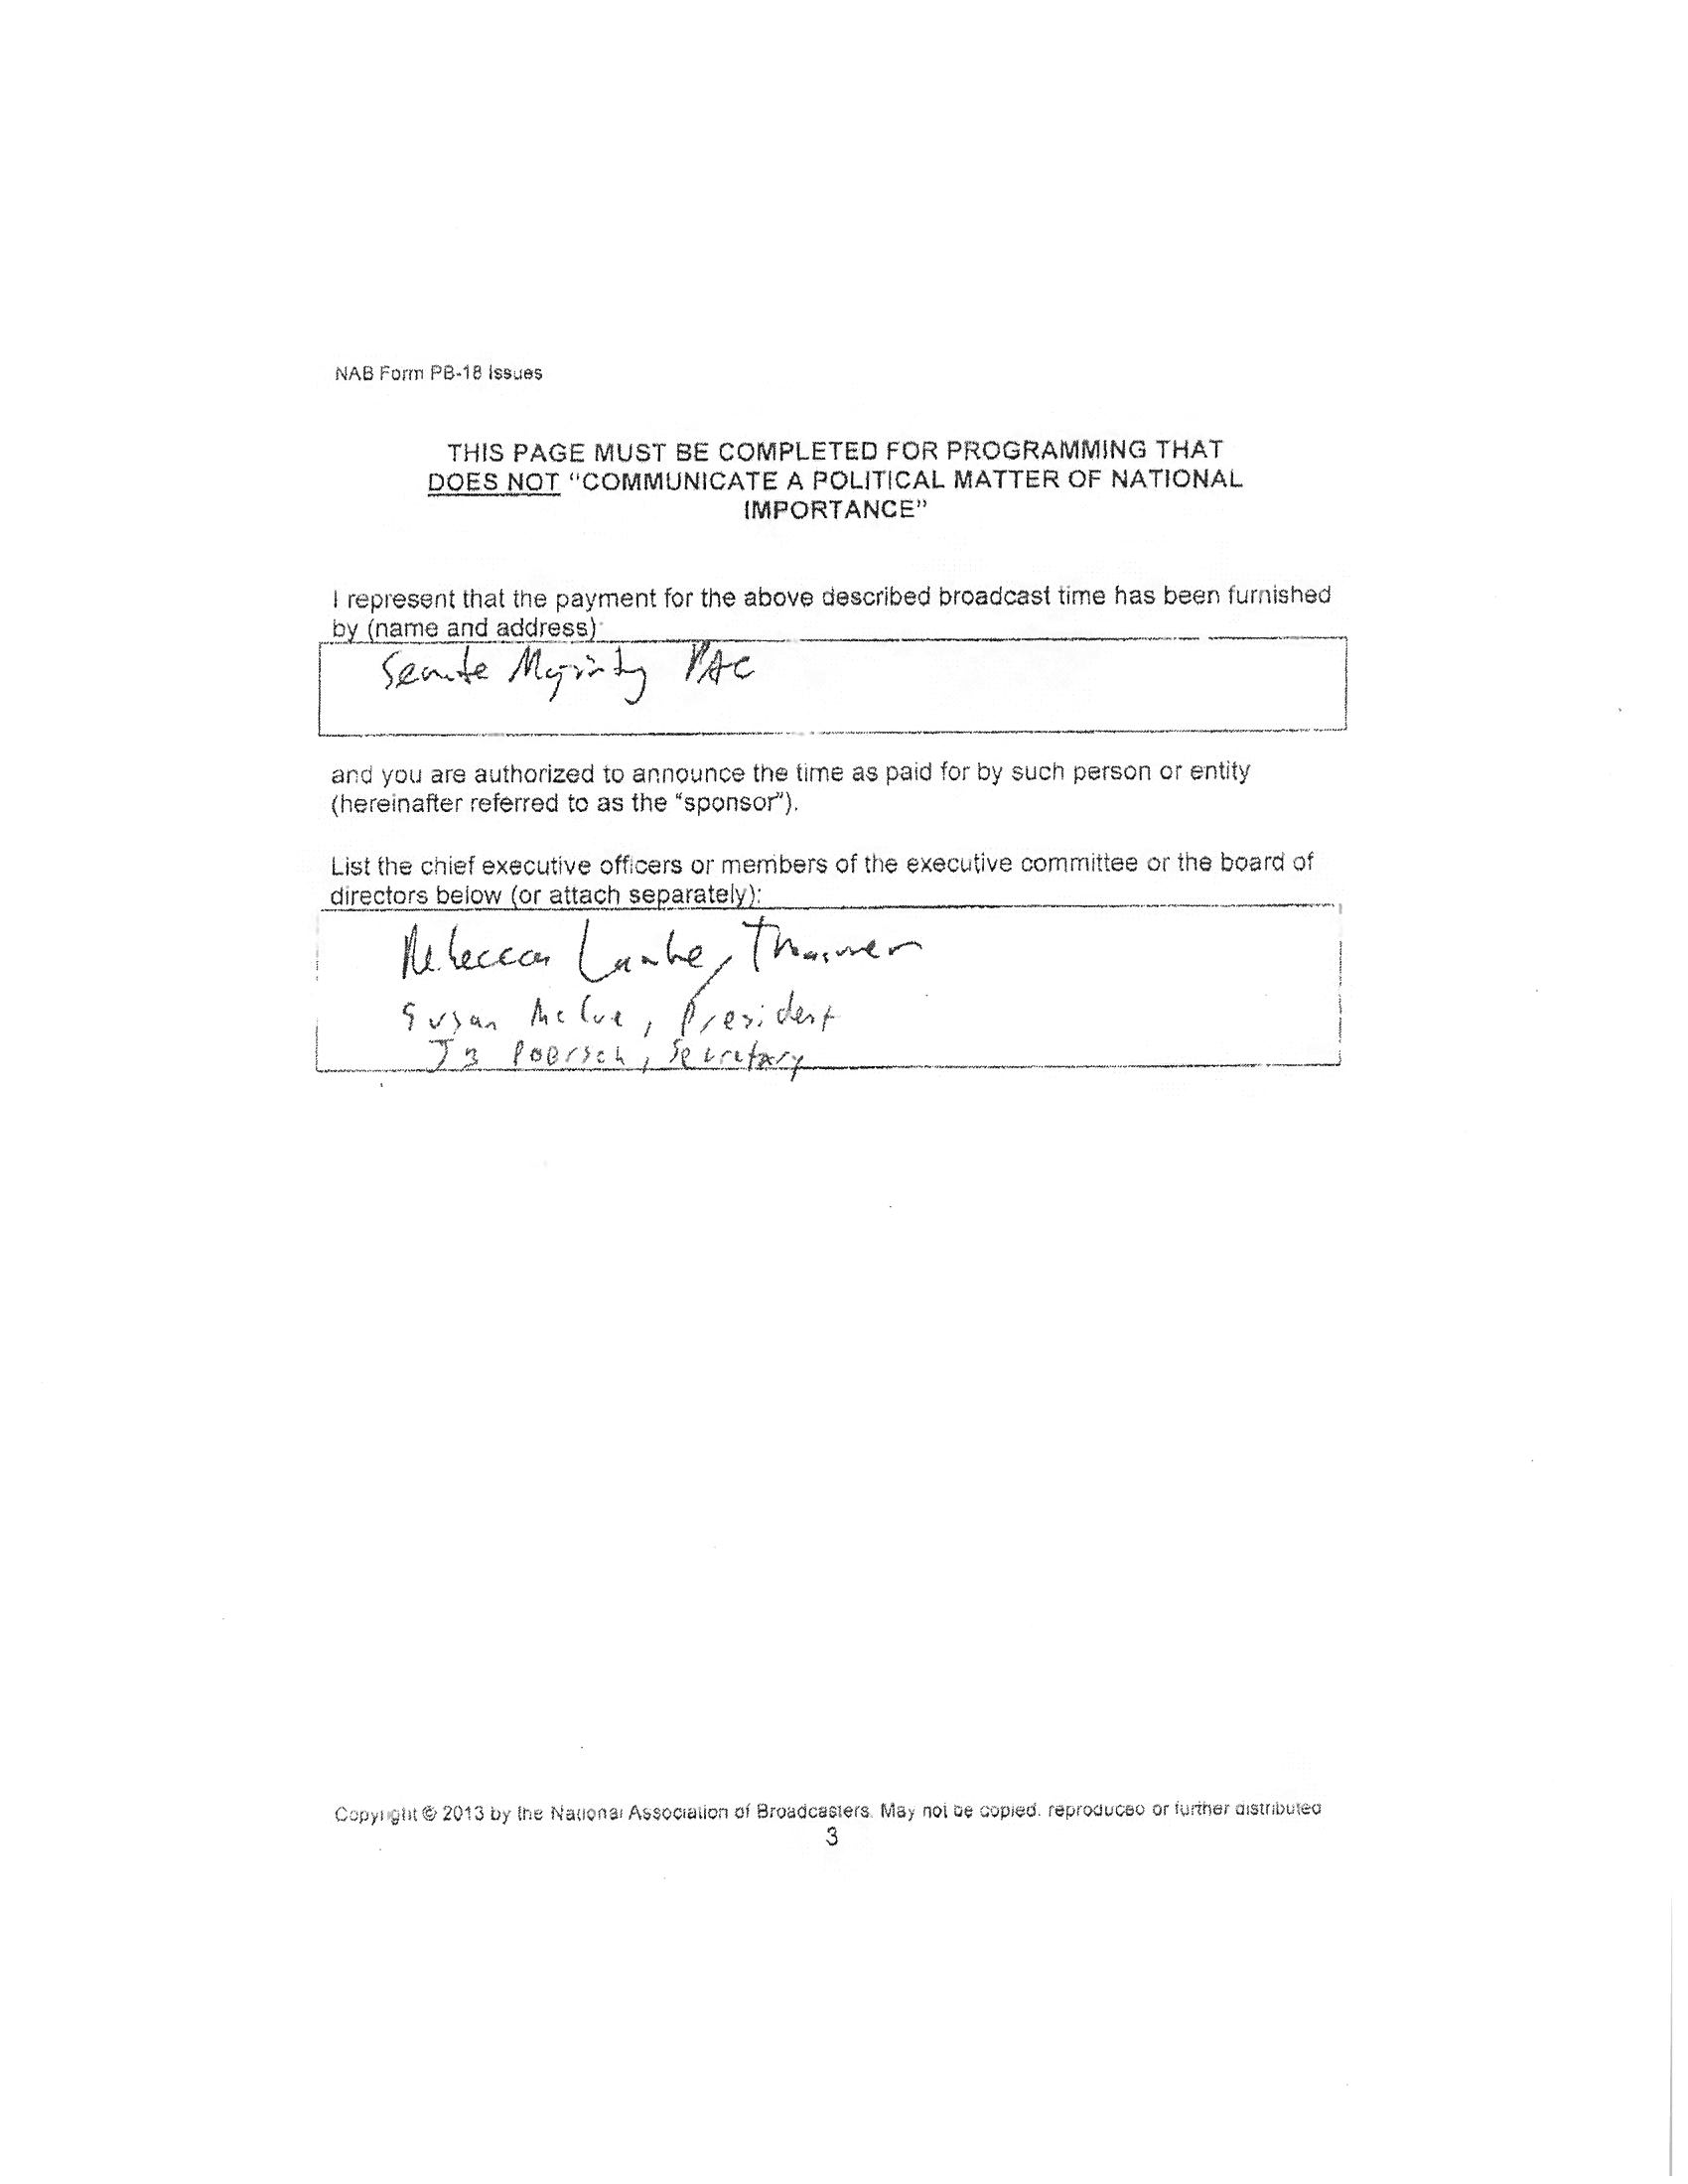 NAB Form PB-18 Issues
THIS PAGE MUST BE COMPLETED FOR PROGRAMMING THAT
DOES NOT "COMMUNICATE A POLITICAL MATTER OF NATIONAL
IMPORTANCE"
I represent that the payment for the above described broadcast time has been furnished
by (name and address):
Senate Majority PAC
and you are authorized to announce the time as paid for by such person or entity
(hereinafter referred to as the "sponsor").
List the chief executive officers or members of the executive committee or the board of
directors below (or attach separately):
Rebecca Lambe,
Susan McCue, President
JB Poersch, Secretary
Copyright © 2013 by the National Association of Broadcasters. May not be copied, reproduced or further distributed
3